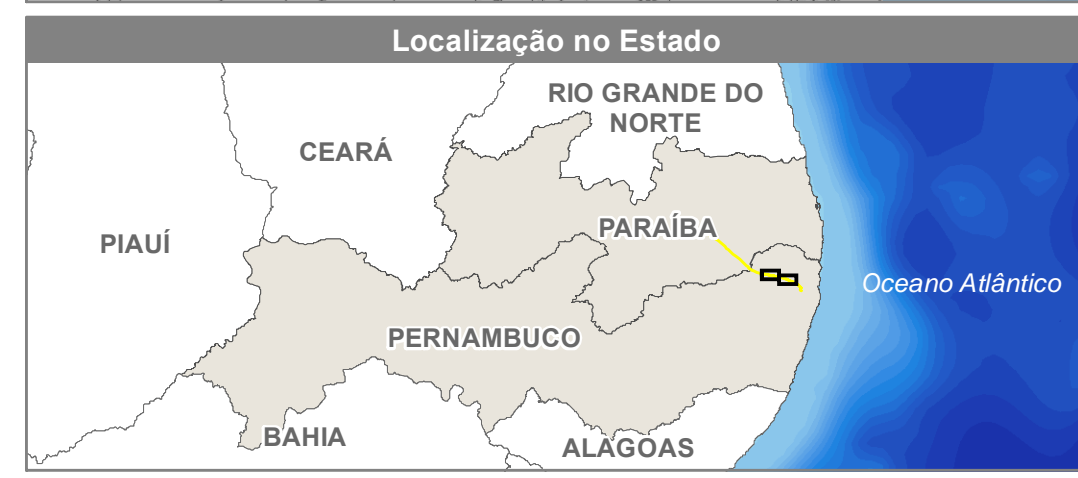 Localização no Estado
RIO GRANDE DO
NORTE
CEARÁ
PARAÍBA
PIAUÍ
Oceano Atlântico
PERNAMBUCO
BAHIA
ALAGOAS